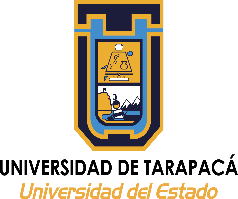 UNIVERSIDAD DE TARAPACÁ
Universidad del Estado